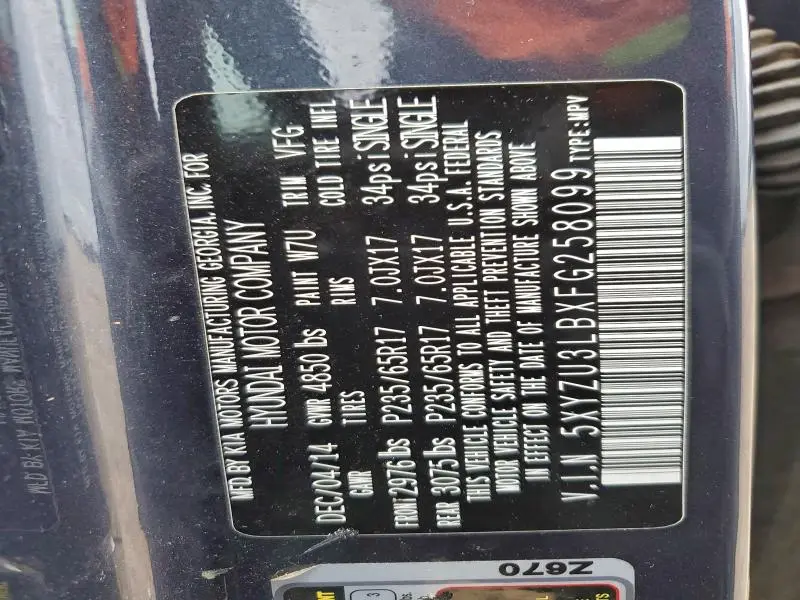 MFD BY KIA MOTORS MANUFACTURING GEORGIA, INC. FOR
HYUNDAI MOTOR COMPANY
DEC/04/14 GVWR 4850 lbs PAINT W7U TRIM VFG
GAWR TIRES RIMS COLD TIRE INFL
FRONT 2976 lbs P235/65R17 7.0JX17 34psi SINGLE
REAR 3075 lbs P235/65R17 7.0JX17 34psi SINGLE
THIS VEHICLE CONFORMS TO ALL APPLICABLE U.S.A. FEDERAL
MOTOR VEHICLE SAFETY AND THEFT PREVENTION STANDARDS
IN EFFECT ON THE DATE OF MANUFACTURE SHOWN ABOVE
V.I.N 5XYZU3LBXFG258099 TYPE:MPV
Z670
3